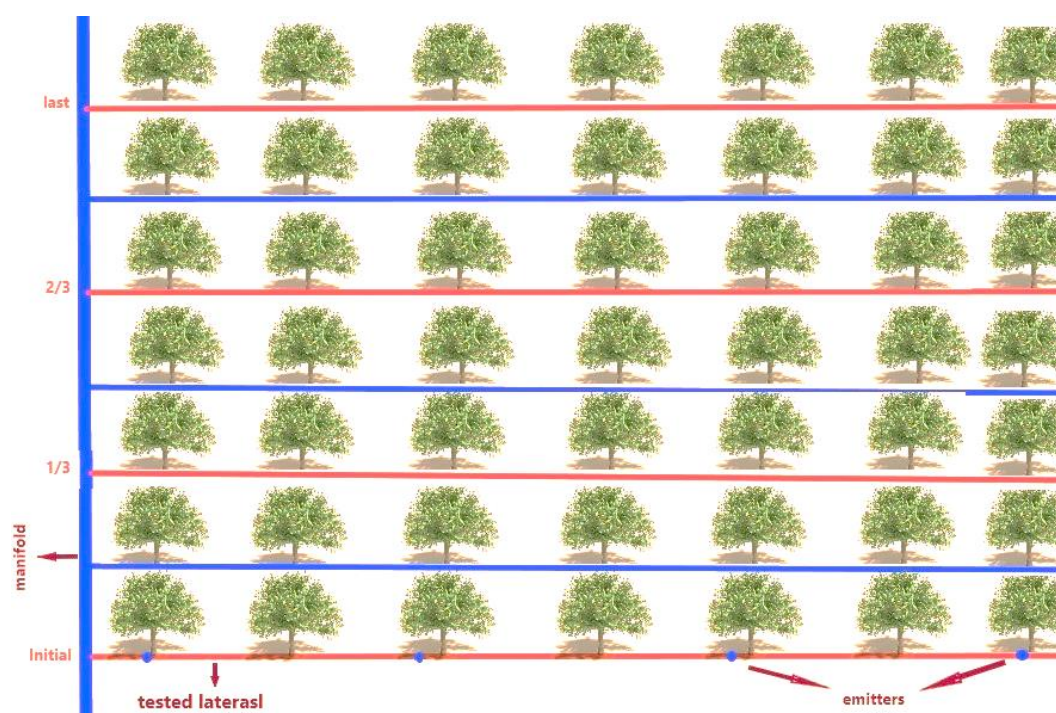 last
2/3
1/3
manifold
Initial
tested laterasl
emitters